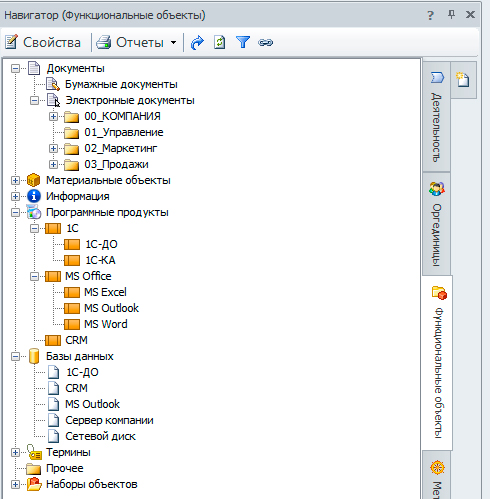 Навигатор (Функциональные объекты)
Свойства
Отчеты
Документы
Бумажные документы
Электронные документы
00_КОМПАНИЯ
01_Управление
02_Маркетинг
03_Продажи
Материальные объекты
Информация
Программные продукты
1С
1С-ДО
1С-КА
MS Office
MS Excel
MS Outlook
MS Word
CRM
Базы данных
1С-ДО
CRM
MS Outlook
Сервер компании
Сетевой диск
Термины
Прочее
Наборы объектов
Деятельность
Оргединицы
Функциональные объекты